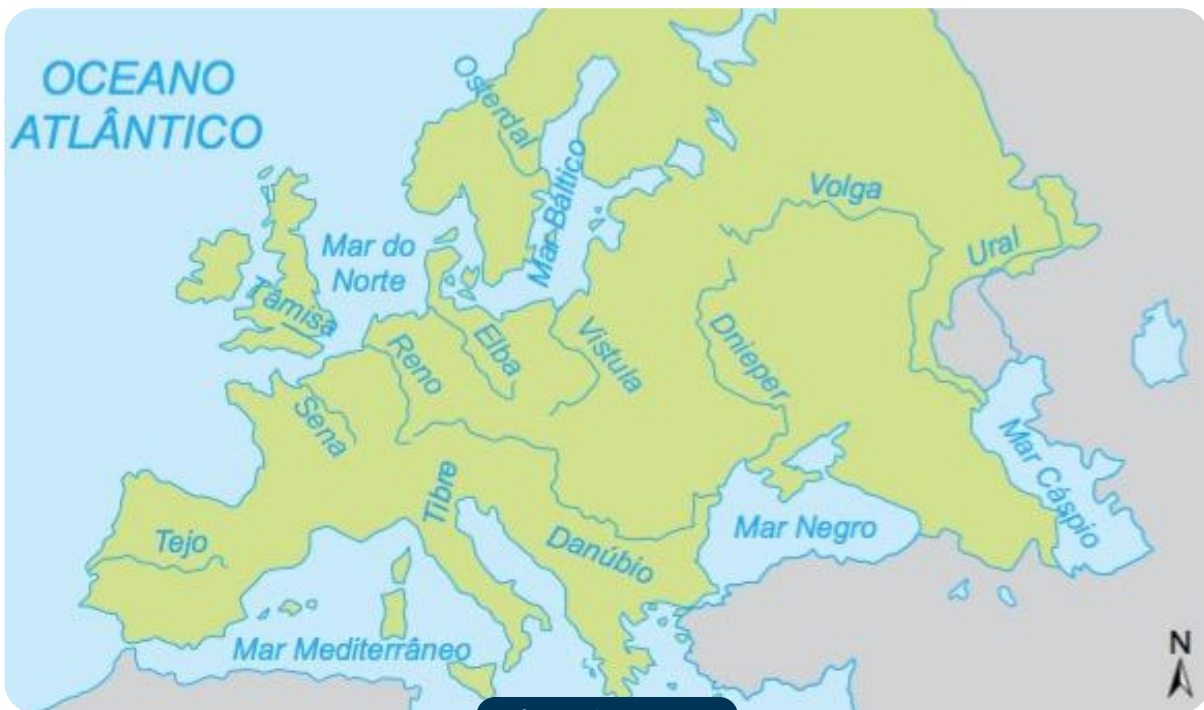 OCEANO
ATLÂNTICO
Osterdal
Mar Báltico
Volga
Ural
Mar do
Norte
Tâmisa
Reno
Elba
Vistula
Dnieper
Sena
Tibre
Mar Cáspio
Tejo
Danúbio
Mar Negro
Mar Mediterrâneo
N